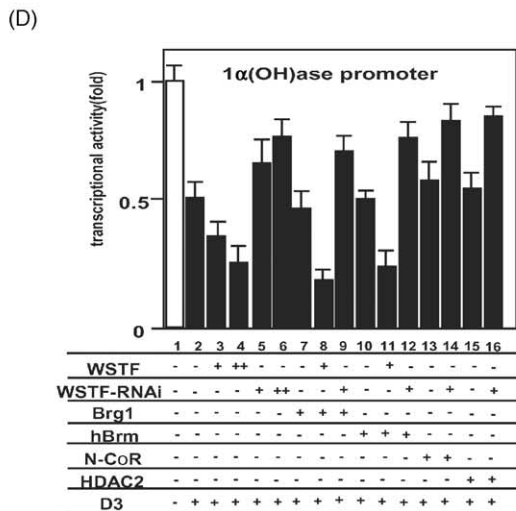 (D)
1α(OH)ase promoter
transcriptional activity(fold)
1
0.5
0
1 2 3 4 5 6 7 8 9 10 11 12 13 14 15 16
WSTF - - + ++ - - - + - - + - - - - -
WSTF-RNAi - - - - + ++ - - + - - + - + - +
Brg1 - - - - - - + + + - - - - - - -
hBrm - - - - - - - - - + + + - - - -
N-CoR - - - - - - - - - - - - + + - -
HDAC2 - - - - - - - - - - - - - - + +
D3 - + + + + + + + + + + + + + + +